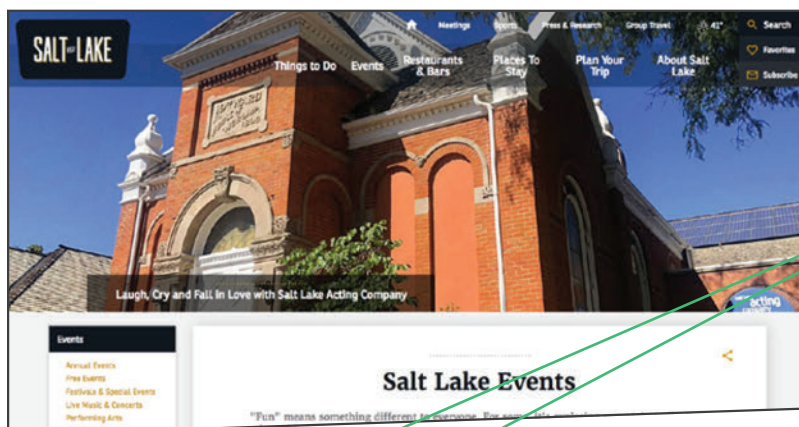 SALT LAKE
Meetings Sports Press & Research Group Travel 41° Search
Favorites
Subscribe
Things to Do Events Restaurants & Bars Places To Stay Plan Your Trip About Salt Lake
Laugh, Cry and Fall in Love with Salt Lake Acting Company
acting
Events
Annual Events
Free Events
Festivals & Special Events
Live Music & Concerts
Performing Arts
Salt Lake Events
"Fun" means something different to everyone. For some, it's